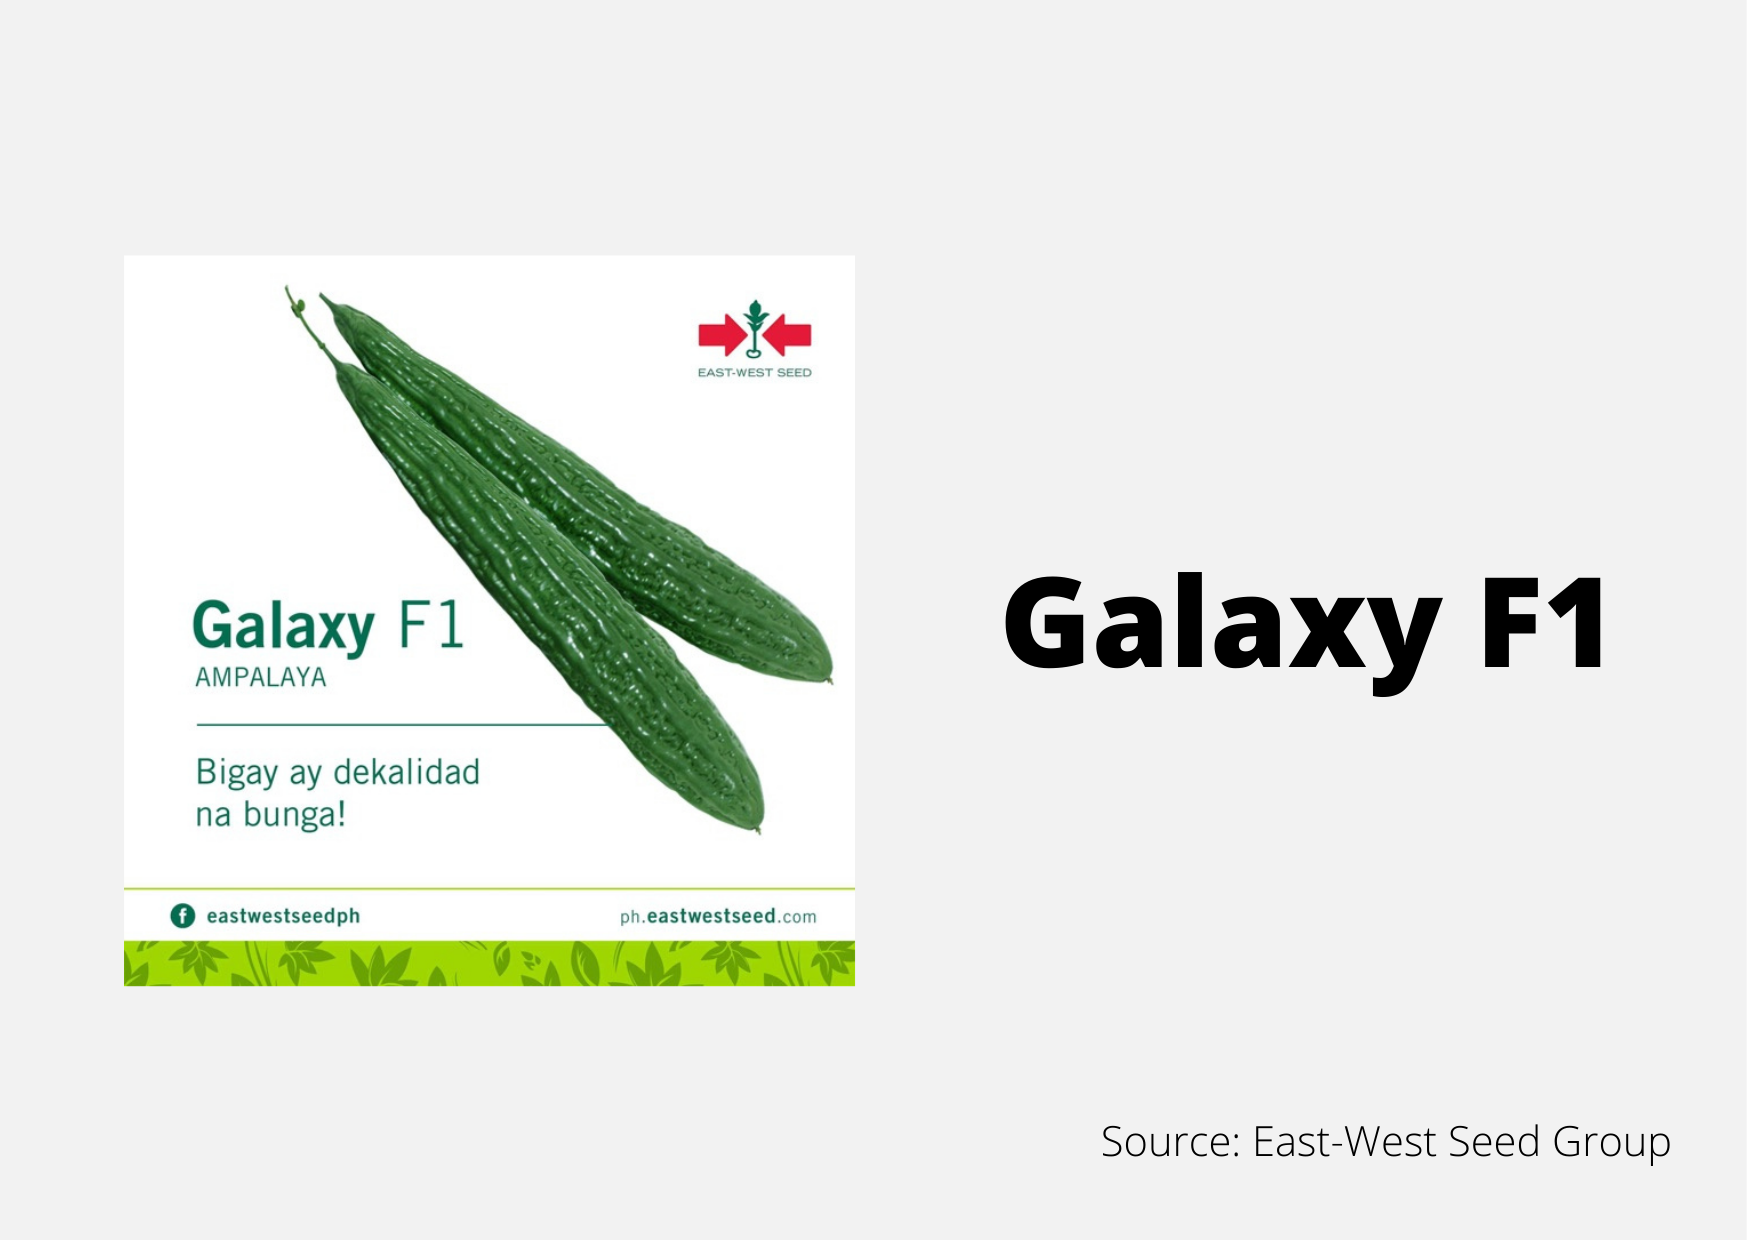 EAST-WEST SEED
Galaxy F1
AMPALAYA
Bigay ay dekalidad
na bunga!
eastwestseedph
ph.eastwestseed.com
Galaxy F1
Source: East-West Seed Group